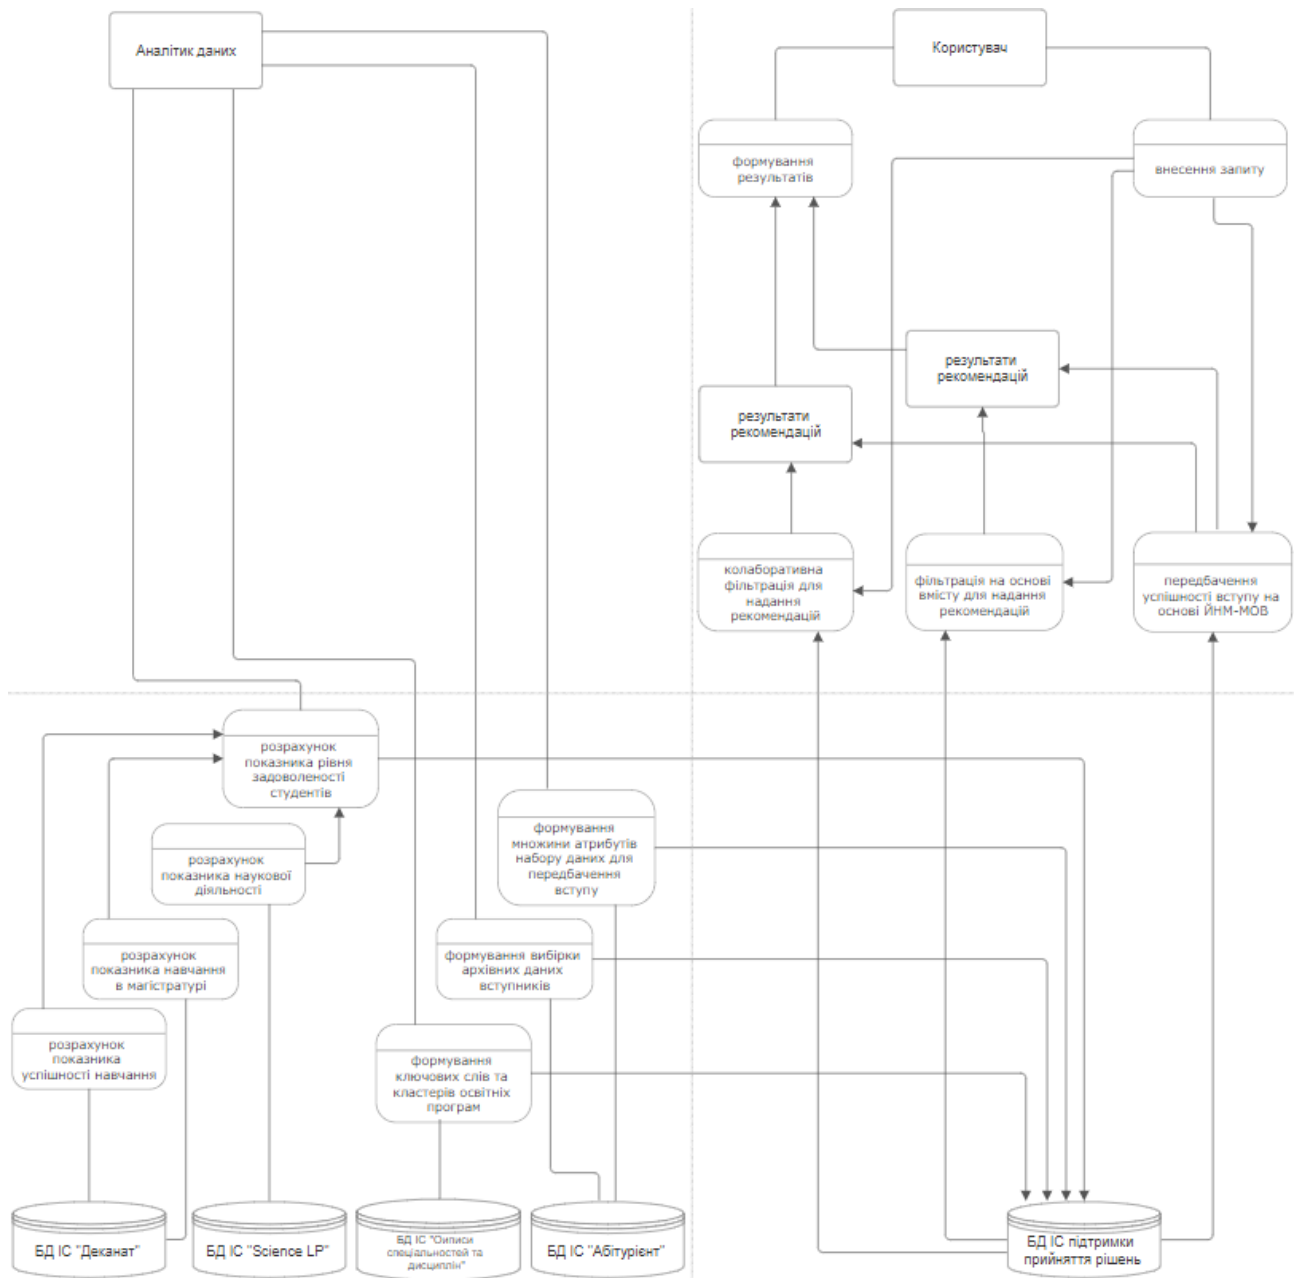 Аналітик даних
Користувач
формування
результатів
внесення запиту
результати
рекомендацій
результати
рекомендацій
колаборативна
фільтрація для
надання
рекомендацій
фільтрація на основі
вмісту для надання
рекомендацій
передбачення
успішності вступу на
основі ЙНМ-МОВ
розрахунок
показника рівня
задоволеності
студентів
формування
множини атрибутів
набору даних для
передбачення
вступу
розрахунок
показника наукової
діяльності
розрахунок
показника навчання
в магістратурі
формування вибірки
архівних даних
вступників
розрахунок
показника
успішності навчання
формування
ключових слів та
кластерів освітніх
програм
БД ІС "Деканат"
БД ІС "Science LP"
БД ІС "Оиписи
спеціальностей та
дисциплін"
БД ІС "Абітурієнт"
БД ІС підтримки
прийняття рішень